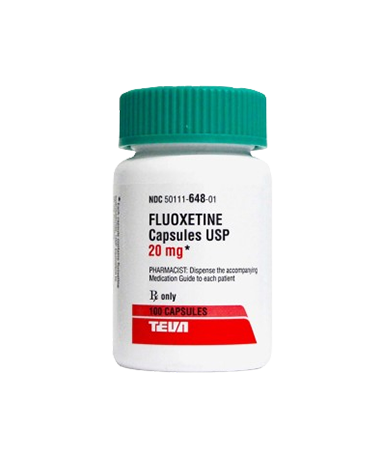 NDC 50111-648-01
FLUOXETINE
Capsules USP
20 mg*
PHARMACIST: Dispense the accompanying
Medication Guide to each patient
Rx only
100 CAPSULES
TEVA